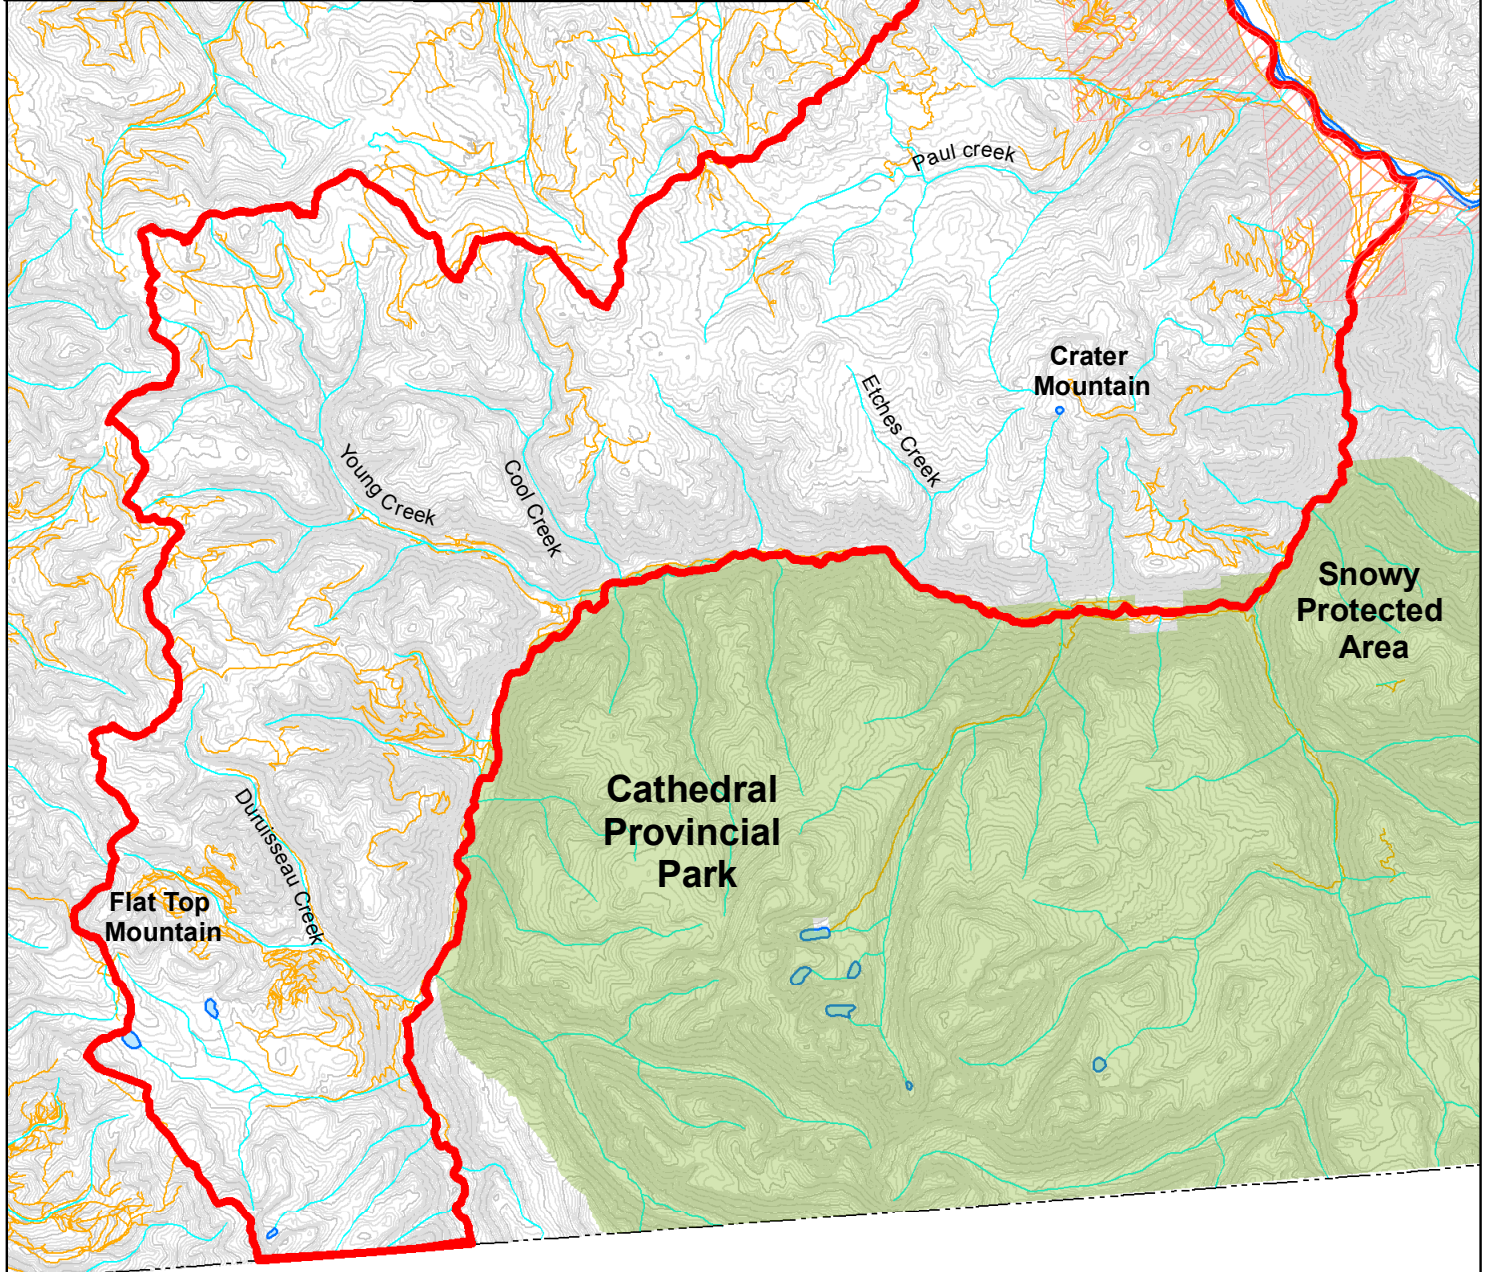 Paul creek
Crater
Mountain
Etches Creek
Young Creek
Cool Creek
Snowy
Protected
Area
Cathedral
Provincial
Park
Duruisseau Creek
Flat Top
Mountain